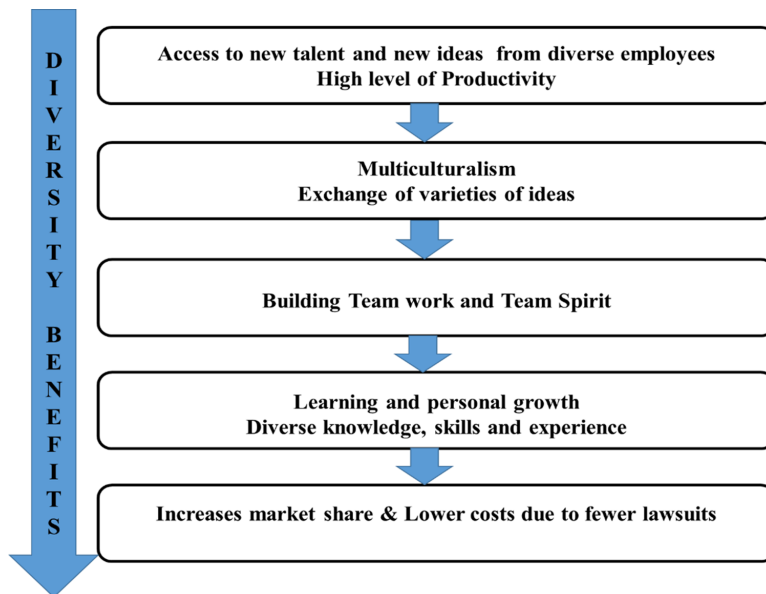 DIVERSITY BENEFITS
Access to new talent and new ideas from diverse employees
High level of Productivity
Multiculturalism
Exchange of varieties of ideas
Building Team work and Team Spirit
Learning and personal growth
Diverse knowledge, skills and experience
Increases market share & Lower costs due to fewer lawsuits